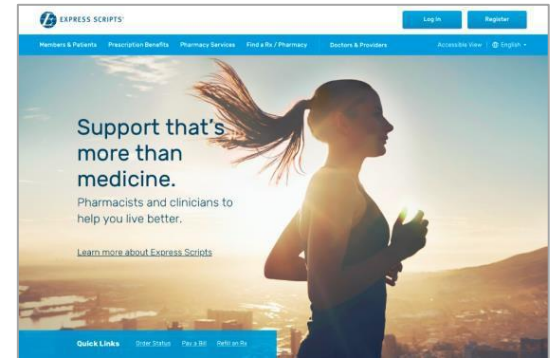 EXPRESS SCRIPTS®
Log in
Register
Members & Patients
Prescription Benefits
Pharmacy Services
Find a Rx / Pharmacy
Doctors & Providers
Accessible View
English
Support that's
more than
medicine.
Pharmacists and clinicians to
help you live better.
Learn more about Express Scripts
Quick Links
Order Status
Pay a Bill
Refill an Rx